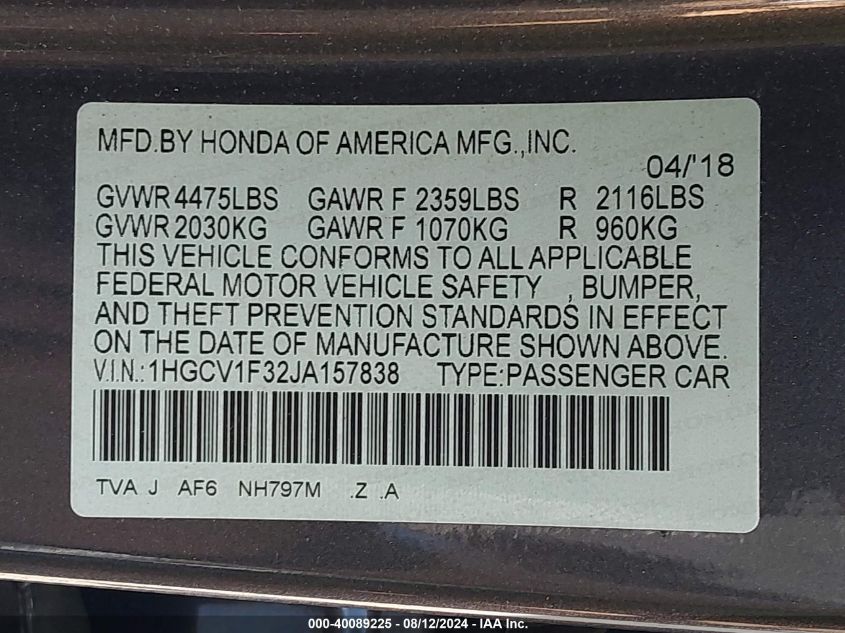 MFD.BY HONDA OF AMERICA MFG.,INC.
04/'18
GVWR 4475LBS GAWR F 2359LBS R 2116LBS
GVWR 2030KG GAWR F 1070KG R 960KG
THIS VEHICLE CONFORMS TO ALL APPLICABLE
FEDERAL MOTOR VEHICLE SAFETY , BUMPER,
AND THEFT PREVENTION STANDARDS IN EFFECT
ON THE DATE OF MANUFACTURE SHOWN ABOVE.
V.I.N.:1HGCV1F32JA157838 TYPE:PASSENGER CAR
TVA J AF6 NH797M .Z .A
000-40089225 - 08/12/2024 - IAA Inc.